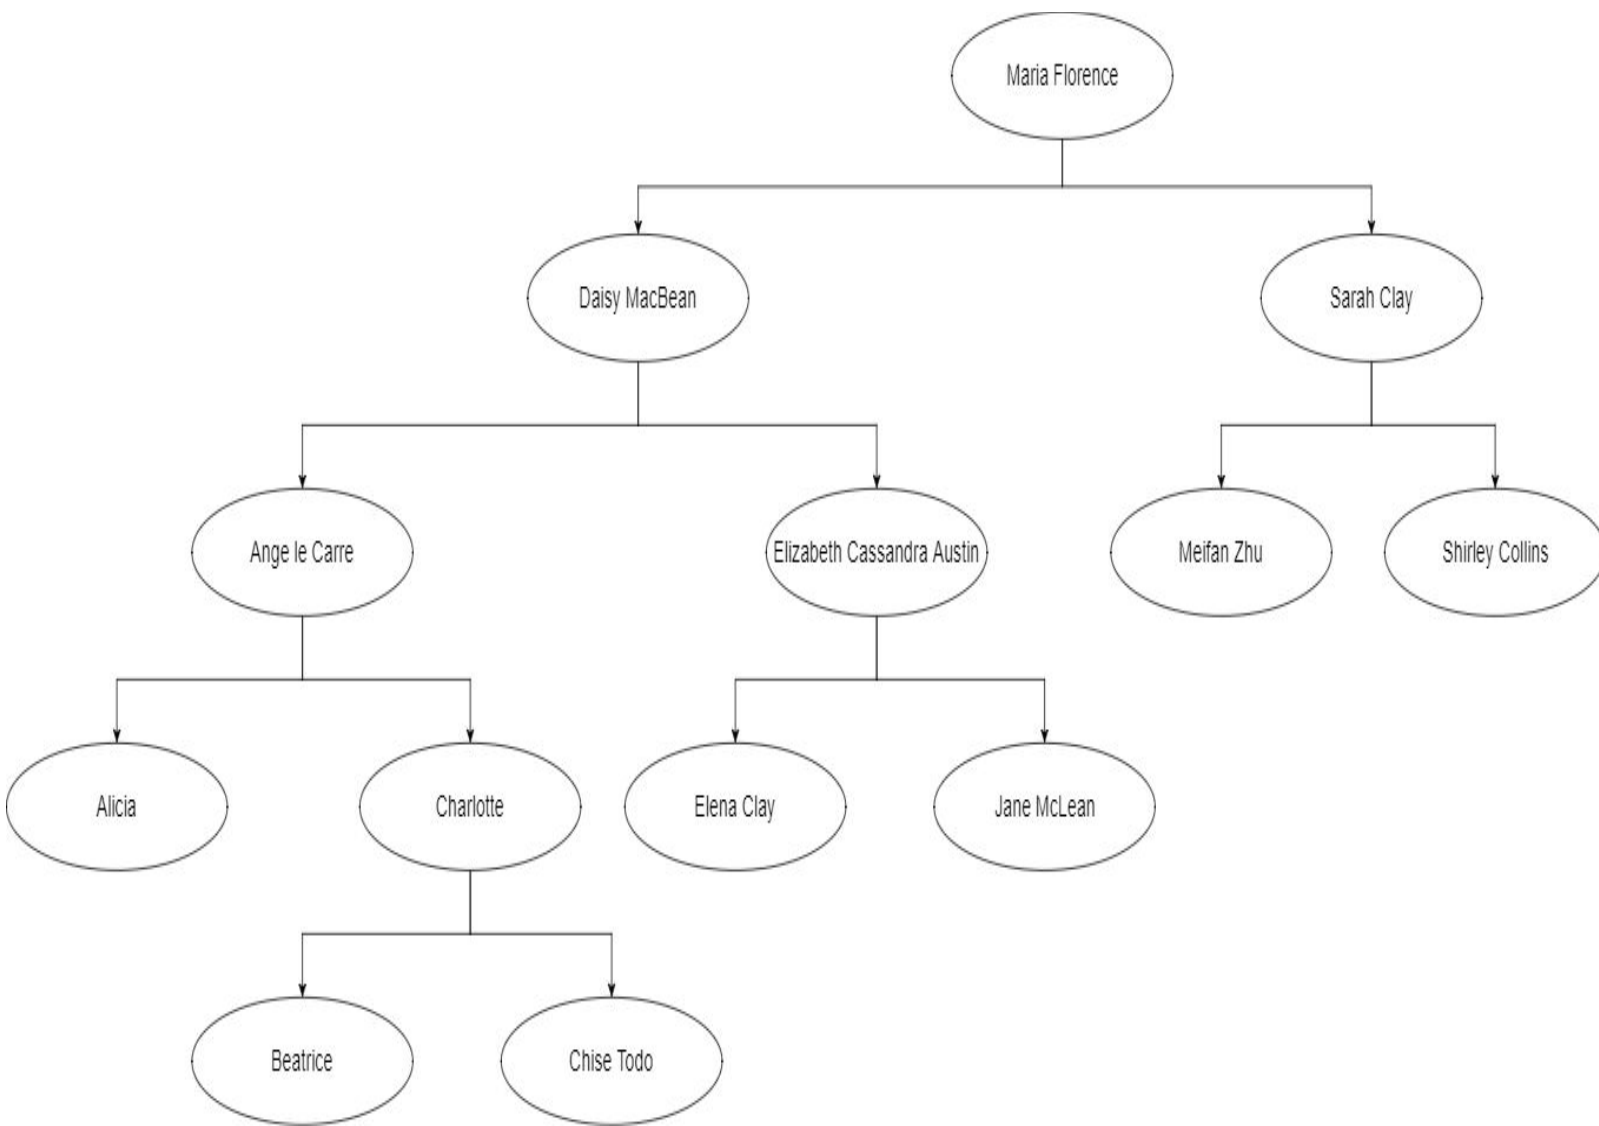 Maria Florence
Daisy MacBean
Sarah Clay
Ange le Carre
Elizabeth Cassandra Austin
Meifan Zhu
Shirley Collins
Alicia
Charlotte
Elena Clay
Jane McLean
Beatrice
Chise Todo